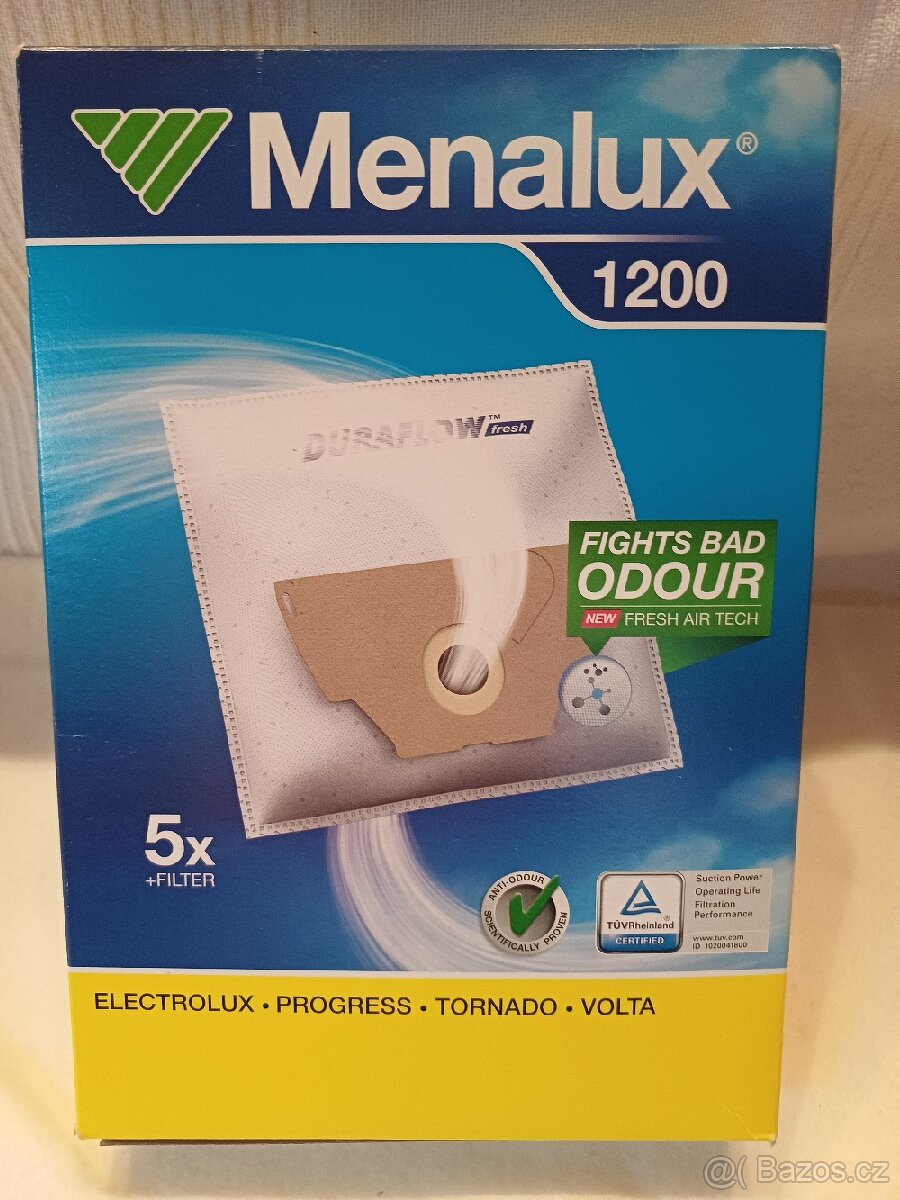 Menalux®
1200
DURAFLOW™ fresh
FIGHTS BAD
ODOUR
NEW FRESH AIR TECH
5x
+FILTER
ANTI-ODOUR
SCIENTIFICALLY PROVEN
TÜVRheinland®
CERTIFIED
Suction Power
Operating Life
Filtration
Performance
www.tuv.com
ID
ELECTROLUX • PROGRESS • TORNADO • VOLTA
@( Bazos.cz